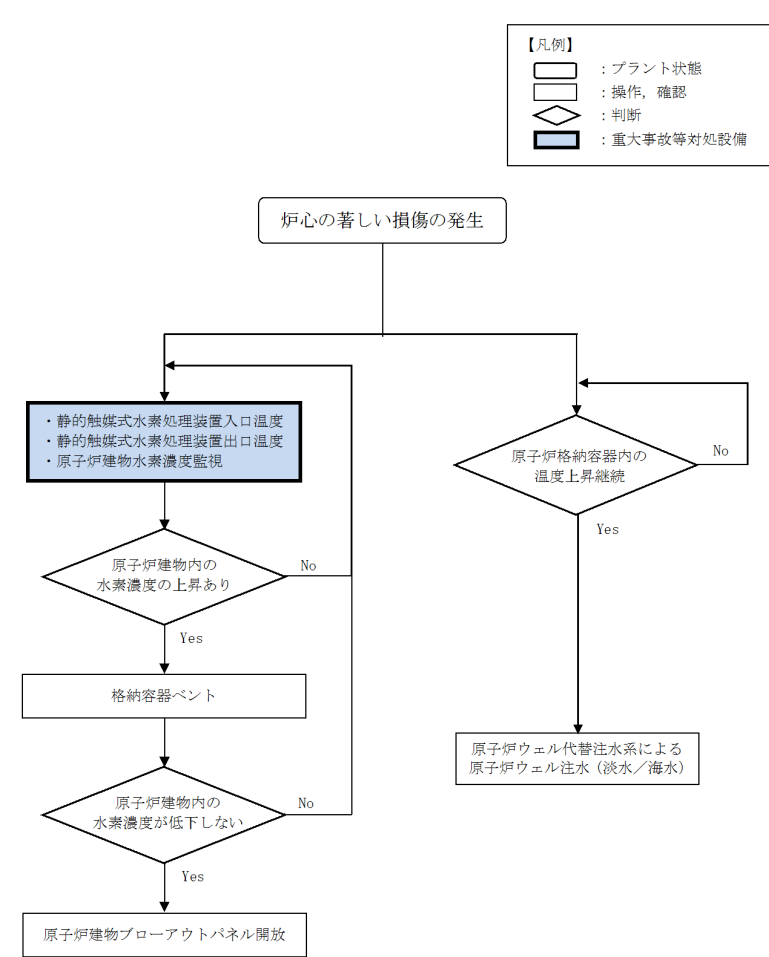 【凡例】
：プラント状態
：操作，確認
：判断
：重大事故等対処設備
炉心の著しい損傷の発生
・静的触媒式水素処理装置入口温度
・静的触媒式水素処理装置出口温度
・原子炉建物水素濃度監視
原子炉格納容器内の
温度上昇継続
No
Yes
原子炉建物内の
水素濃度の上昇あり
No
Yes
格納容器ベント
原子炉ウェル代替注水系による
原子炉ウェル注水（淡水／海水）
原子炉建物内の
水素濃度が低下しない
No
Yes
原子炉建物ブローアウトパネル開放